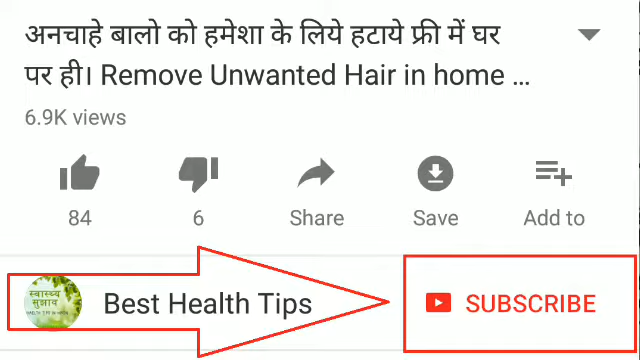 अनचाहे बालो को हमेशा के लिये हटाये फ्री में घर
पर ही। Remove Unwanted Hair in home ...
6.9K views
84
6
Share
Save
Add to
स्वास्थ्य
सुझाव
Best Health Tips
SUBSCRIBE